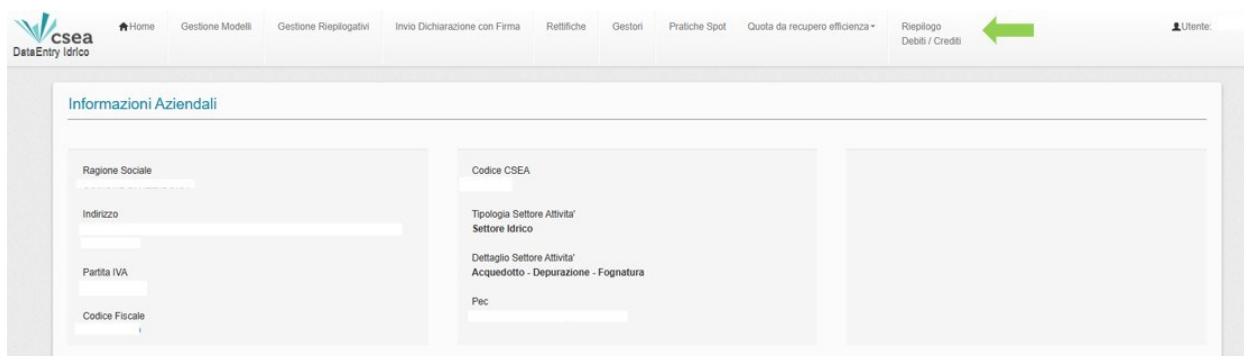 csea
DataEntry Idrico
Home
Gestione Modelli
Gestione Riepilogativi
Invio Dichiarazione con Firma
Rettifiche
Gestori
Pratiche Spot
Quota da recupero efficienza
Riepilogo
Debiti / Crediti
Utente:
Informazioni Aziendali
Ragione Sociale
Indirizzo
Partita IVA
Codice Fiscale
Codice CSEA
Tipologia Settore Attivita'
Settore Idrico
Dettaglio Settore Attivita'
Acquedotto - Depurazione - Fognatura
Pec